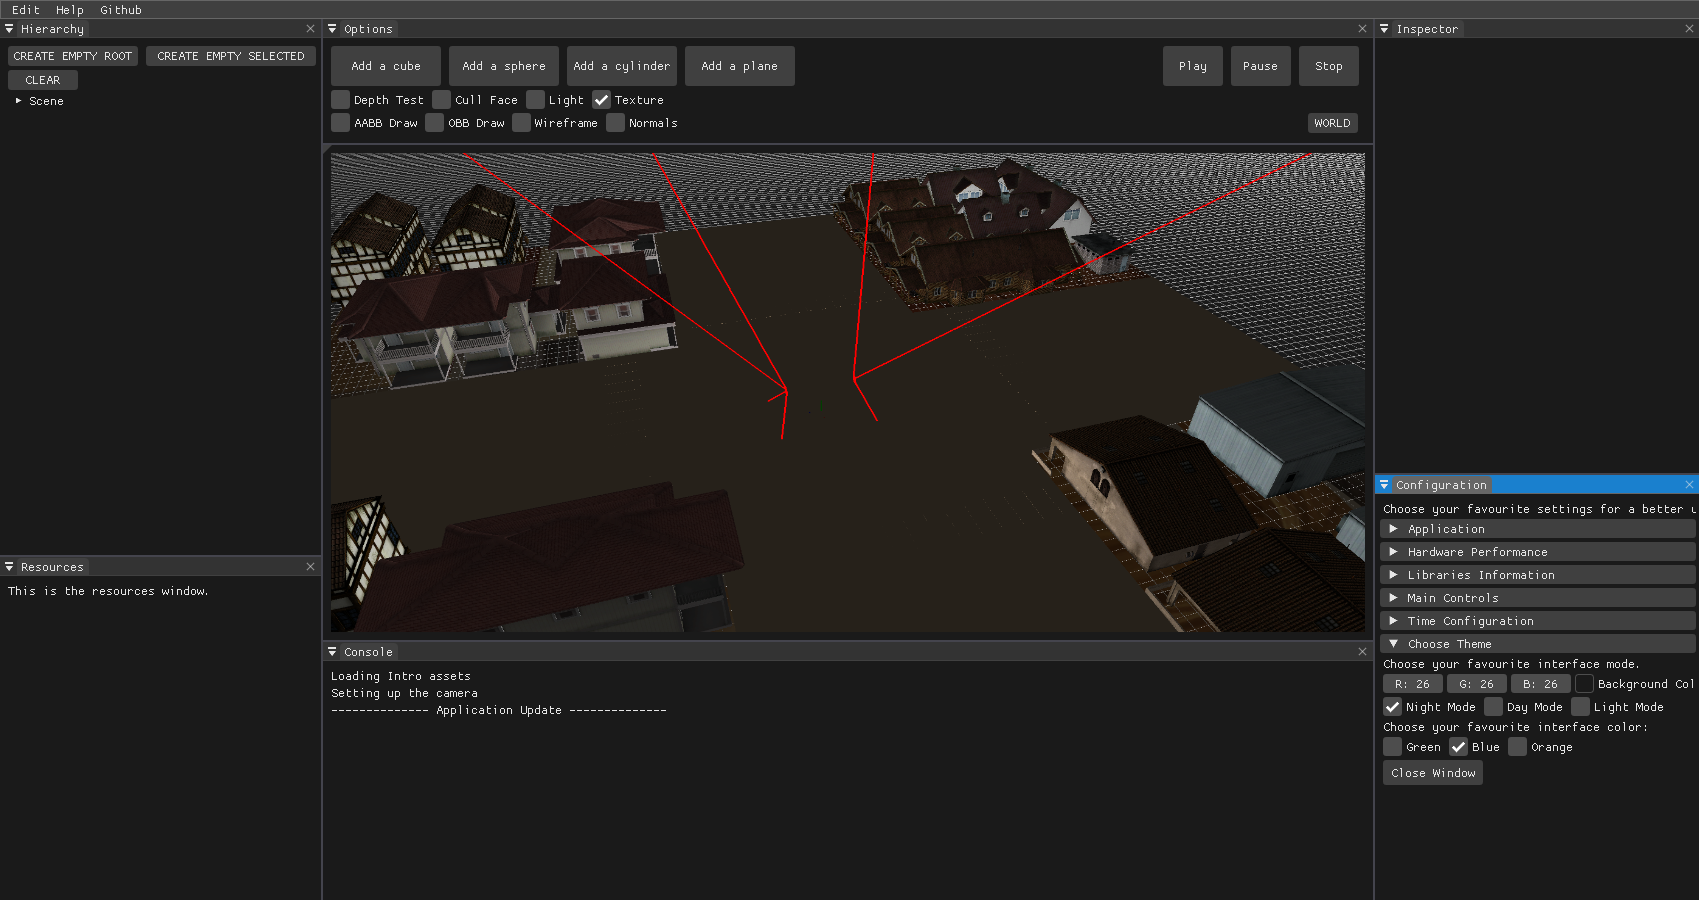 Edit Help Github
Hierarchy
CREATE EMPTY ROOT CREATE EMPTY SELECTED
CLEAR
Scene
Resources
This is the resources window.
Options
Add a cube Add a sphere Add a cylinder Add a plane Play Pause Stop
Depth Test Cull Face Light Texture
AABB Draw OBB Draw Wireframe Normals WORLD
Console
Loading Intro assets
Setting up the camera
-------------- Application Update --------------
Inspector
Configuration
Choose your favourite settings for a better u
Application
Hardware Performance
Libraries Information
Main Controls
Time Configuration
Choose Theme
Choose your favourite interface mode.
R: 26 G: 26 B: 26 Background Col
Night Mode Day Mode Light Mode
Choose your favourite interface color:
Green Blue Orange
Close Window